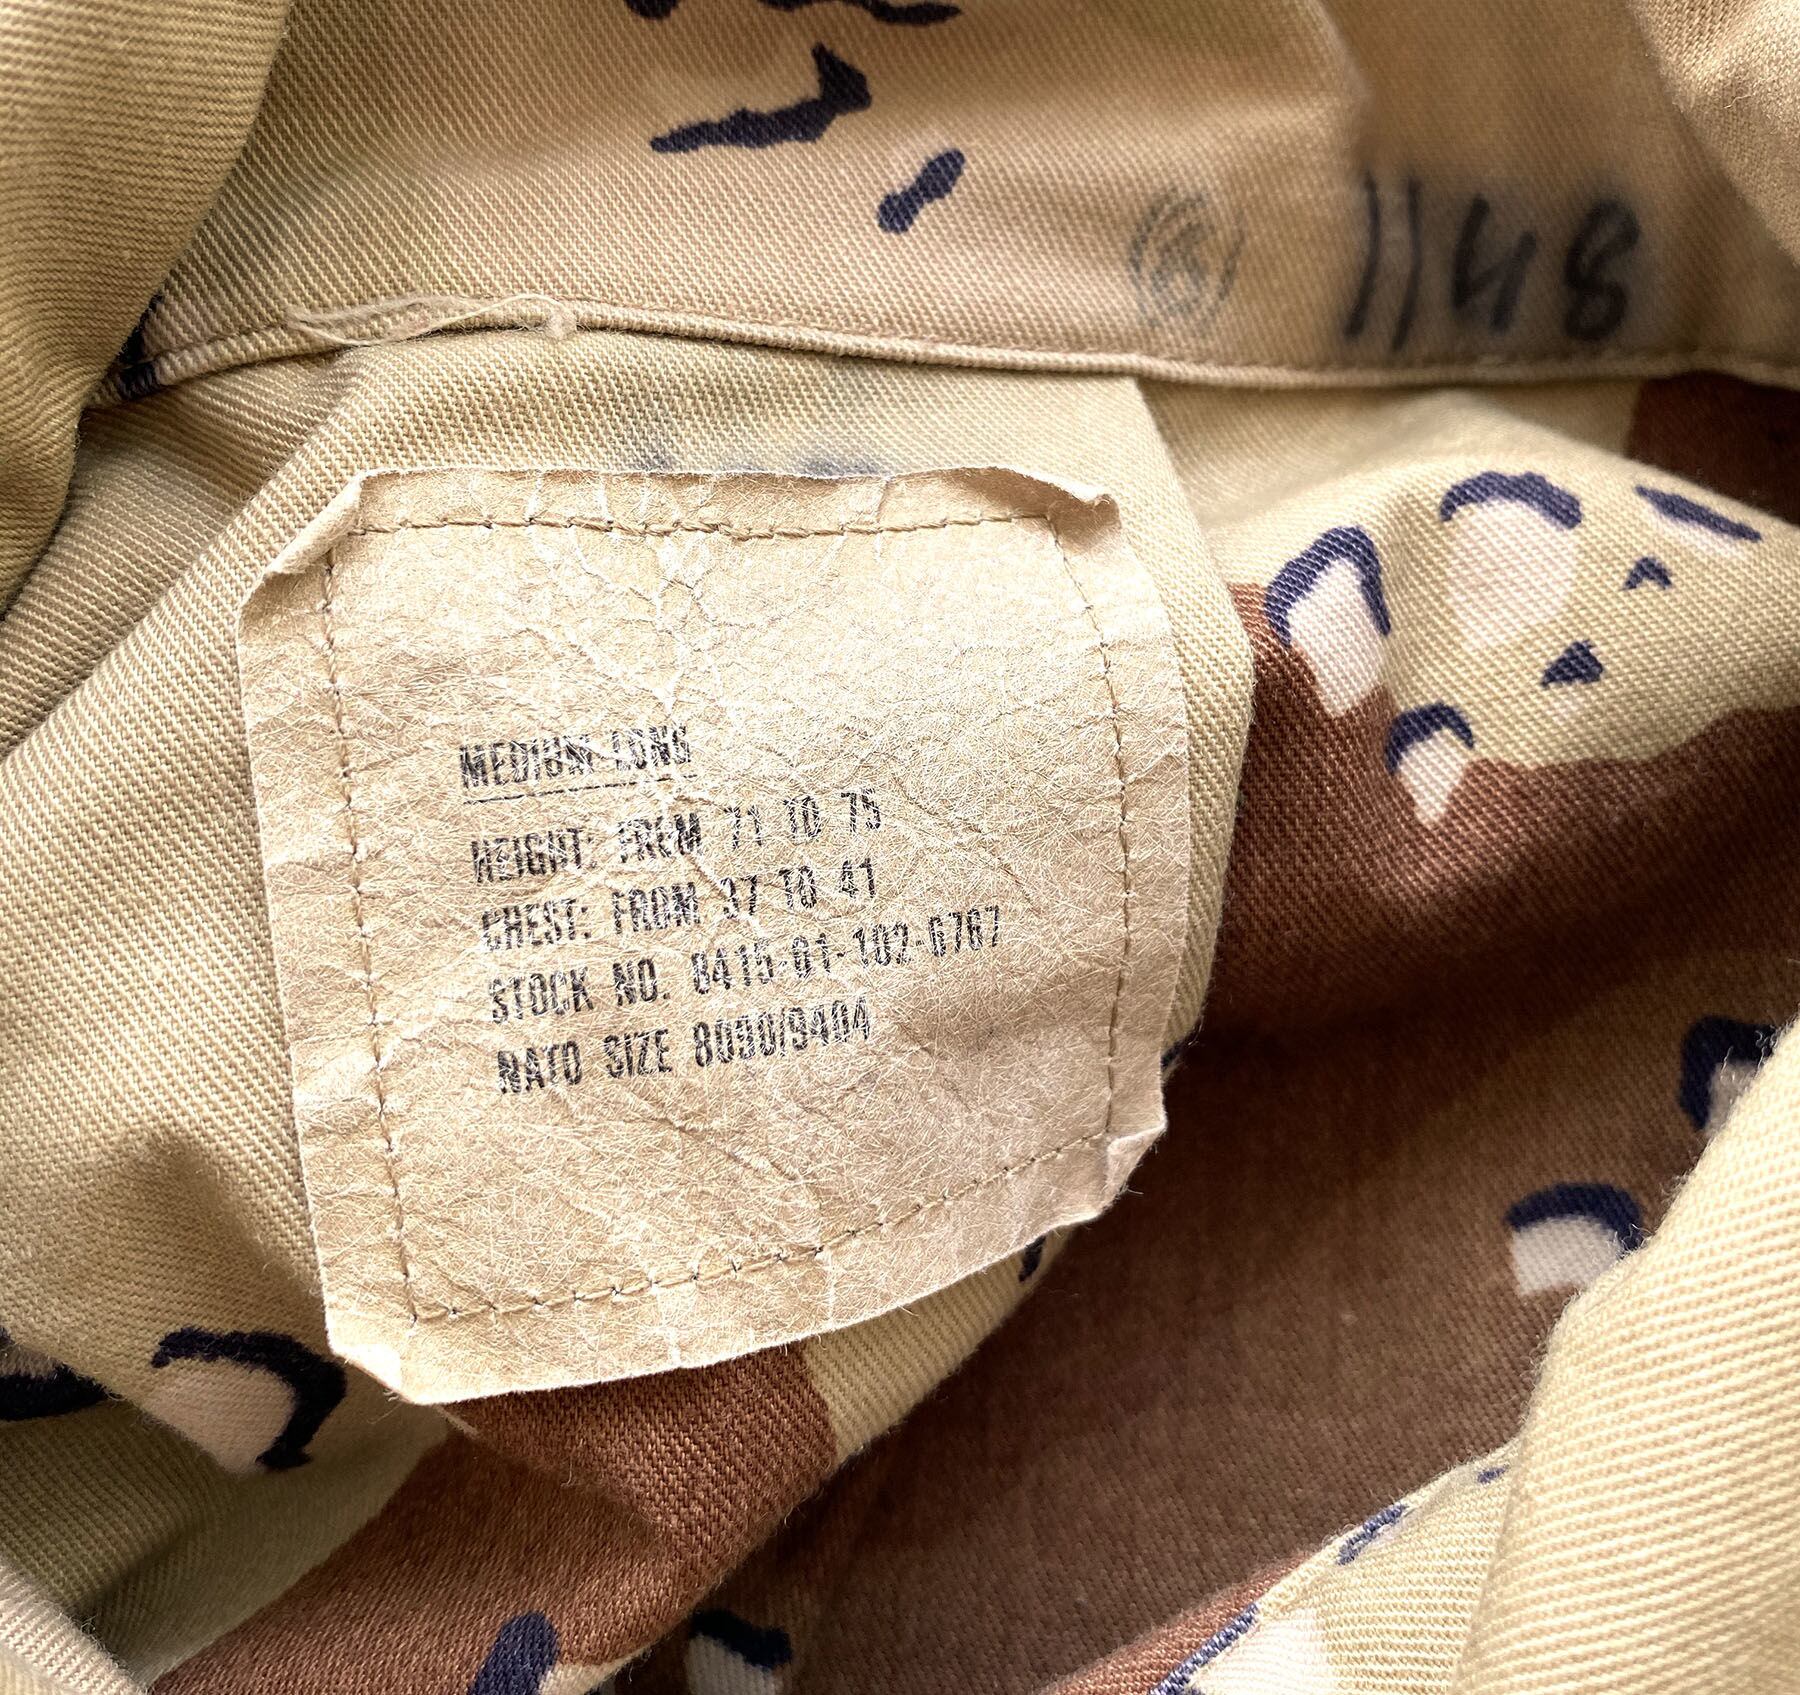 1148
MEDIUM-LONG
HEIGHT: FROM 71 TO 75
CHEST: FROM 37 TO 41
STOCK NO. 8415-01-102-6767
NATO SIZE 8090/9404